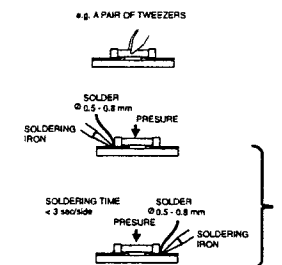 e.g. A PAIR OF TWEEZERS
SOLDER
Ø 0.5 - 0.8 mm
PRESURE
SOLDERING
IRON
SOLDERING TIME
< 3 sec/side
SOLDER
Ø 0.5 - 0.8 mm
PRESSURE
SOLDERING
IRON